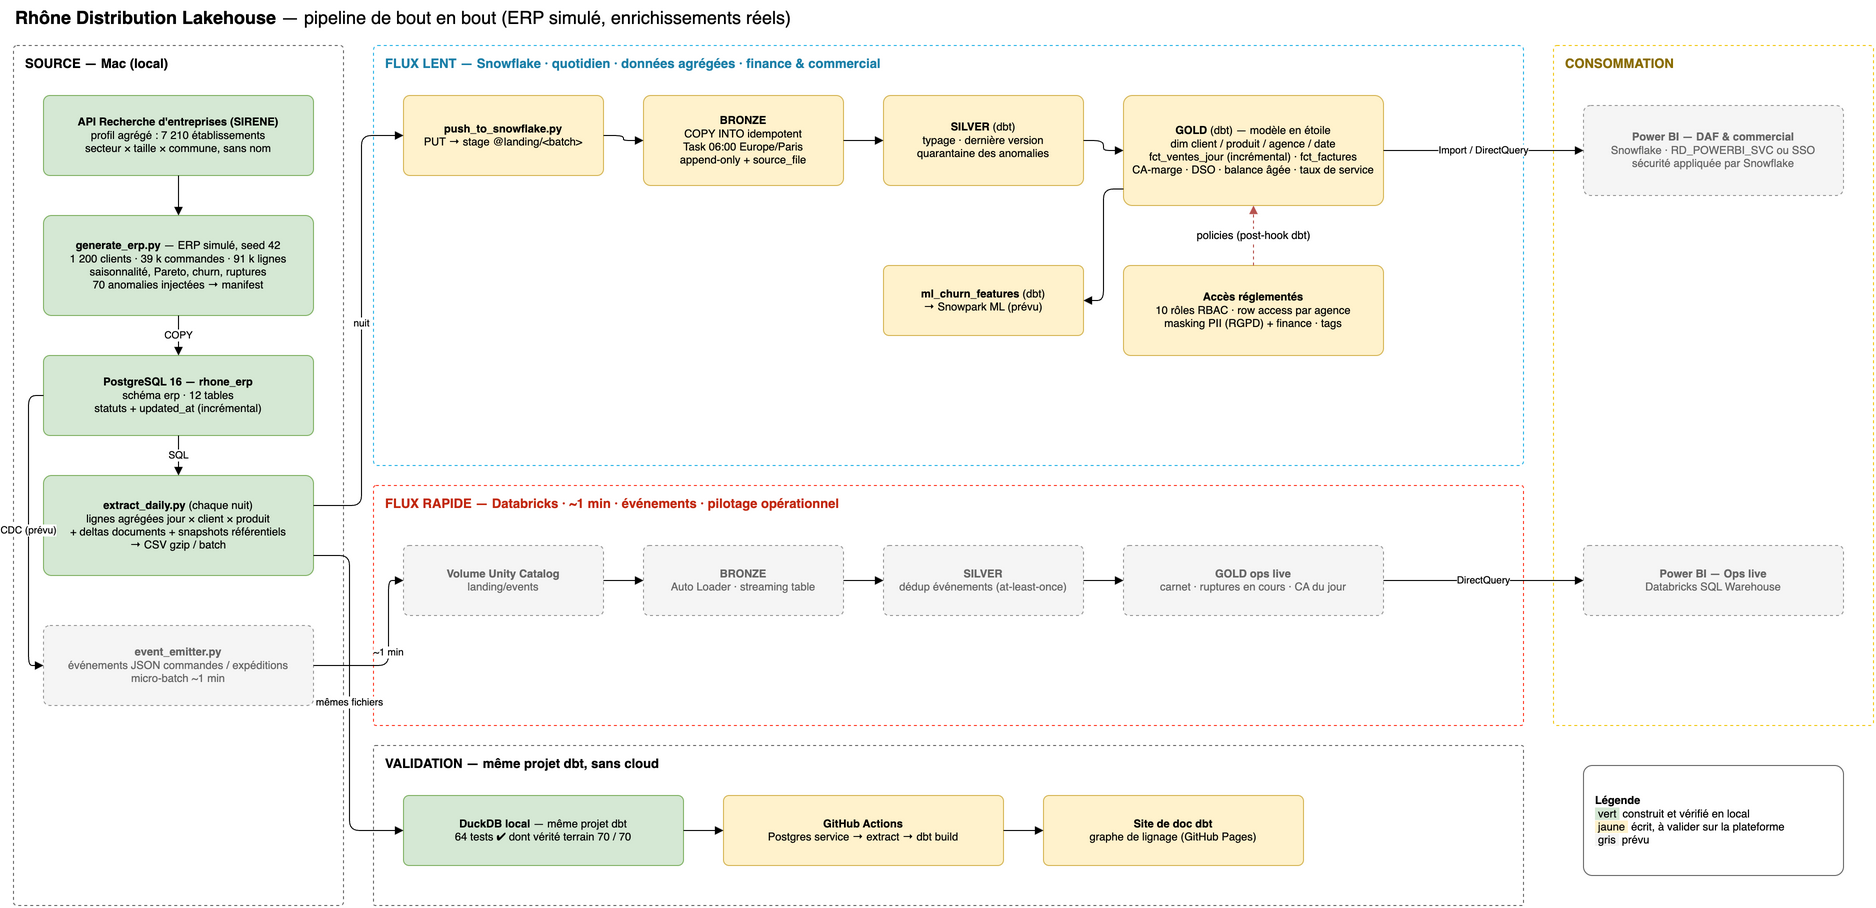 Rhône Distribution Lakehouse — pipeline de bout en bout (ERP simulé, enrichissements réels)
SOURCE — Mac (local)
API Recherche d'entreprises (SIRENE)
profil agrégé : 7 210 établissements
secteur × taille × commune, sans nom
generate_erp.py — ERP simulé, seed 42
1 200 clients · 39 k commandes · 91 k lignes
saisonnalité, Pareto, churn, ruptures
70 anomalies injectées → manifest
COPY
PostgreSQL 16 — rhone_erp
schéma erp · 12 tables
statuts + updated_at (incrémental)
SQL
extract_daily.py (chaque nuit)
lignes agrégées jour × client × produit
+ deltas documents + snapshots référentiels
→ CSV gzip / batch
CDC (prévu)
event_emitter.py
événements JSON commandes / expéditions
micro-batch ~1 min
nuit
~1 min
mêmes fichiers
FLUX LENT — Snowflake · quotidien · données agrégées · finance & commercial
push_to_snowflake.py
PUT → stage @landing/<batch>
BRONZE
COPY INTO idempotent
Task 06:00 Europe/Paris
append-only + source_file
SILVER (dbt)
typage · dernière version
quarantaine des anomalies
GOLD (dbt) — modèle en étoile
dim client / produit / agence / date
fct_ventes_jour (incrémental) · fct_factures
CA-marge · DSO · balance âgée · taux de service
policies (post-hook dbt)
ml_churn_features (dbt)
→ Snowpark ML (prévu)
Accès réglementés
10 rôles RBAC · row access par agence
masking PII (RGPD) + finance · tags
Import / DirectQuery
FLUX RAPIDE — Databricks · ~1 min · événements · pilotage opérationnel
Volume Unity Catalog
landing/events
BRONZE
Auto Loader · streaming table
SILVER
dédup événements (at-least-once)
GOLD ops live
carnet · ruptures en cours · CA du jour
DirectQuery
VALIDATION — même projet dbt, sans cloud
DuckDB local — même projet dbt
64 tests ✔ dont vérité terrain 70 / 70
GitHub Actions
Postgres service → extract → dbt build
Site de doc dbt
graphe de lignage (GitHub Pages)
CONSOMMATION
Power BI — DAF & commercial
Snowflake · RD_POWERBI_SVC ou SSO
sécurité appliquée par Snowflake
Power BI — Ops live
Databricks SQL Warehouse
Légende
vert construit et vérifié en local
jaune écrit, à valider sur la plateforme
gris prévu